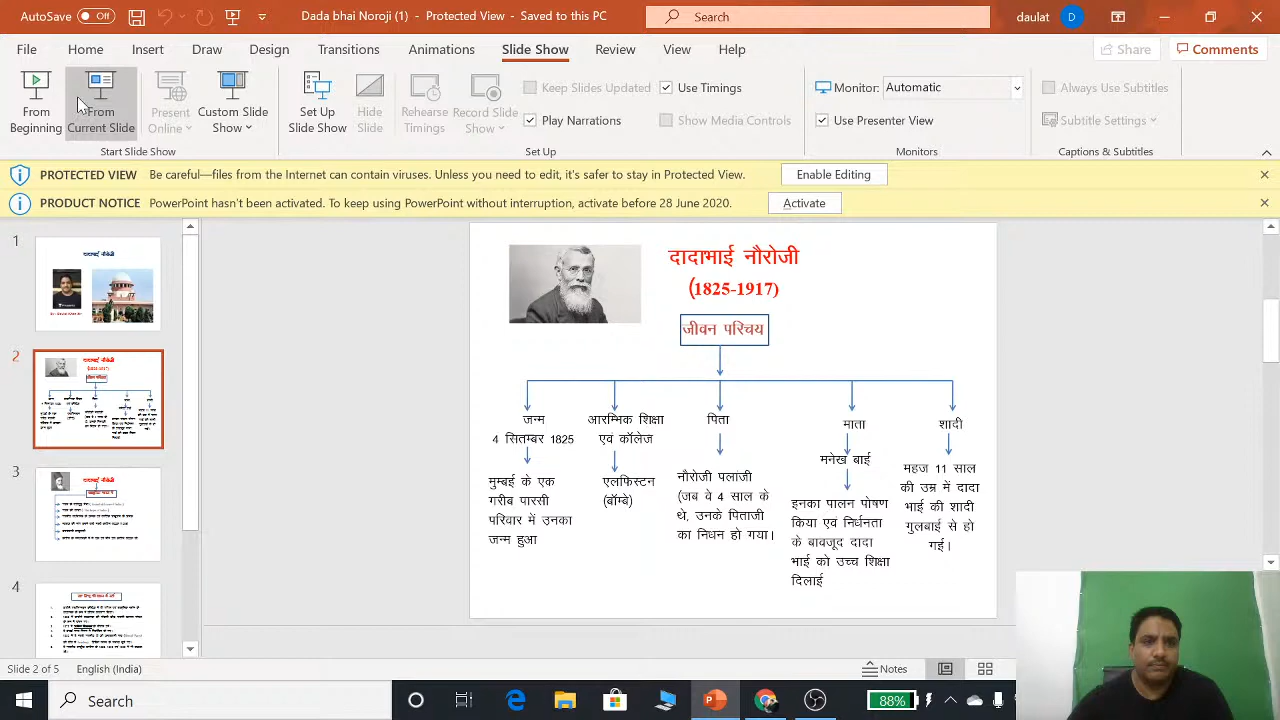 AutoSave Off Dada bhai Noroji (1) - Protected View - Saved to this PC Search daulat D
File Home Insert Draw Design Transitions Animations Slide Show Review View Help Share Comments
From Beginning
From Current Slide
Present Online
Custom Slide Show
Set Up Slide Show
Hide Slide
Rehearse Timings
Record Slide Show
Keep Slides Updated
Play Narrations
Use Timings
Show Media Controls
Monitor: Automatic
Use Presenter View
Always Use Subtitles
Subtitle Settings
Start Slide Show Set Up Monitors Captions & Subtitles
PROTECTED VIEW Be careful—files from the Internet can contain viruses. Unless you need to edit, it's safer to stay in Protected View. Enable Editing
PRODUCT NOTICE PowerPoint hasn't been activated. To keep using PowerPoint without interruption, activate before 28 June 2020. Activate
1
2
3
4
दादाभाई नौरोजी
(1825-1917)
जीवन परिचय
जन्म
4 सितम्बर 1825
मुम्बई के एक
गरीब पारसी
परिवार में उनका
जन्म हुआ
आरम्भिक शिक्षा
एवं कॉलेज
एलफिस्टन
(बॉम्बे)
पिता
नौरोजी पलांजी
(जब वे 4 साल के
थे, उनके पिताजी
का निधन हो गया।
माता
मनेख बाई
इनका पालन पोषण
किया एवं निर्धनता
के बावजूद दादा
भाई को उच्च शिक्षा
दिलाई
शादी
महज 11 साल
की उम्र में दादा
भाई की शादी
गुलबाई से हो
गई।
Slide 2 of 5 English (India) Notes
Search 88%